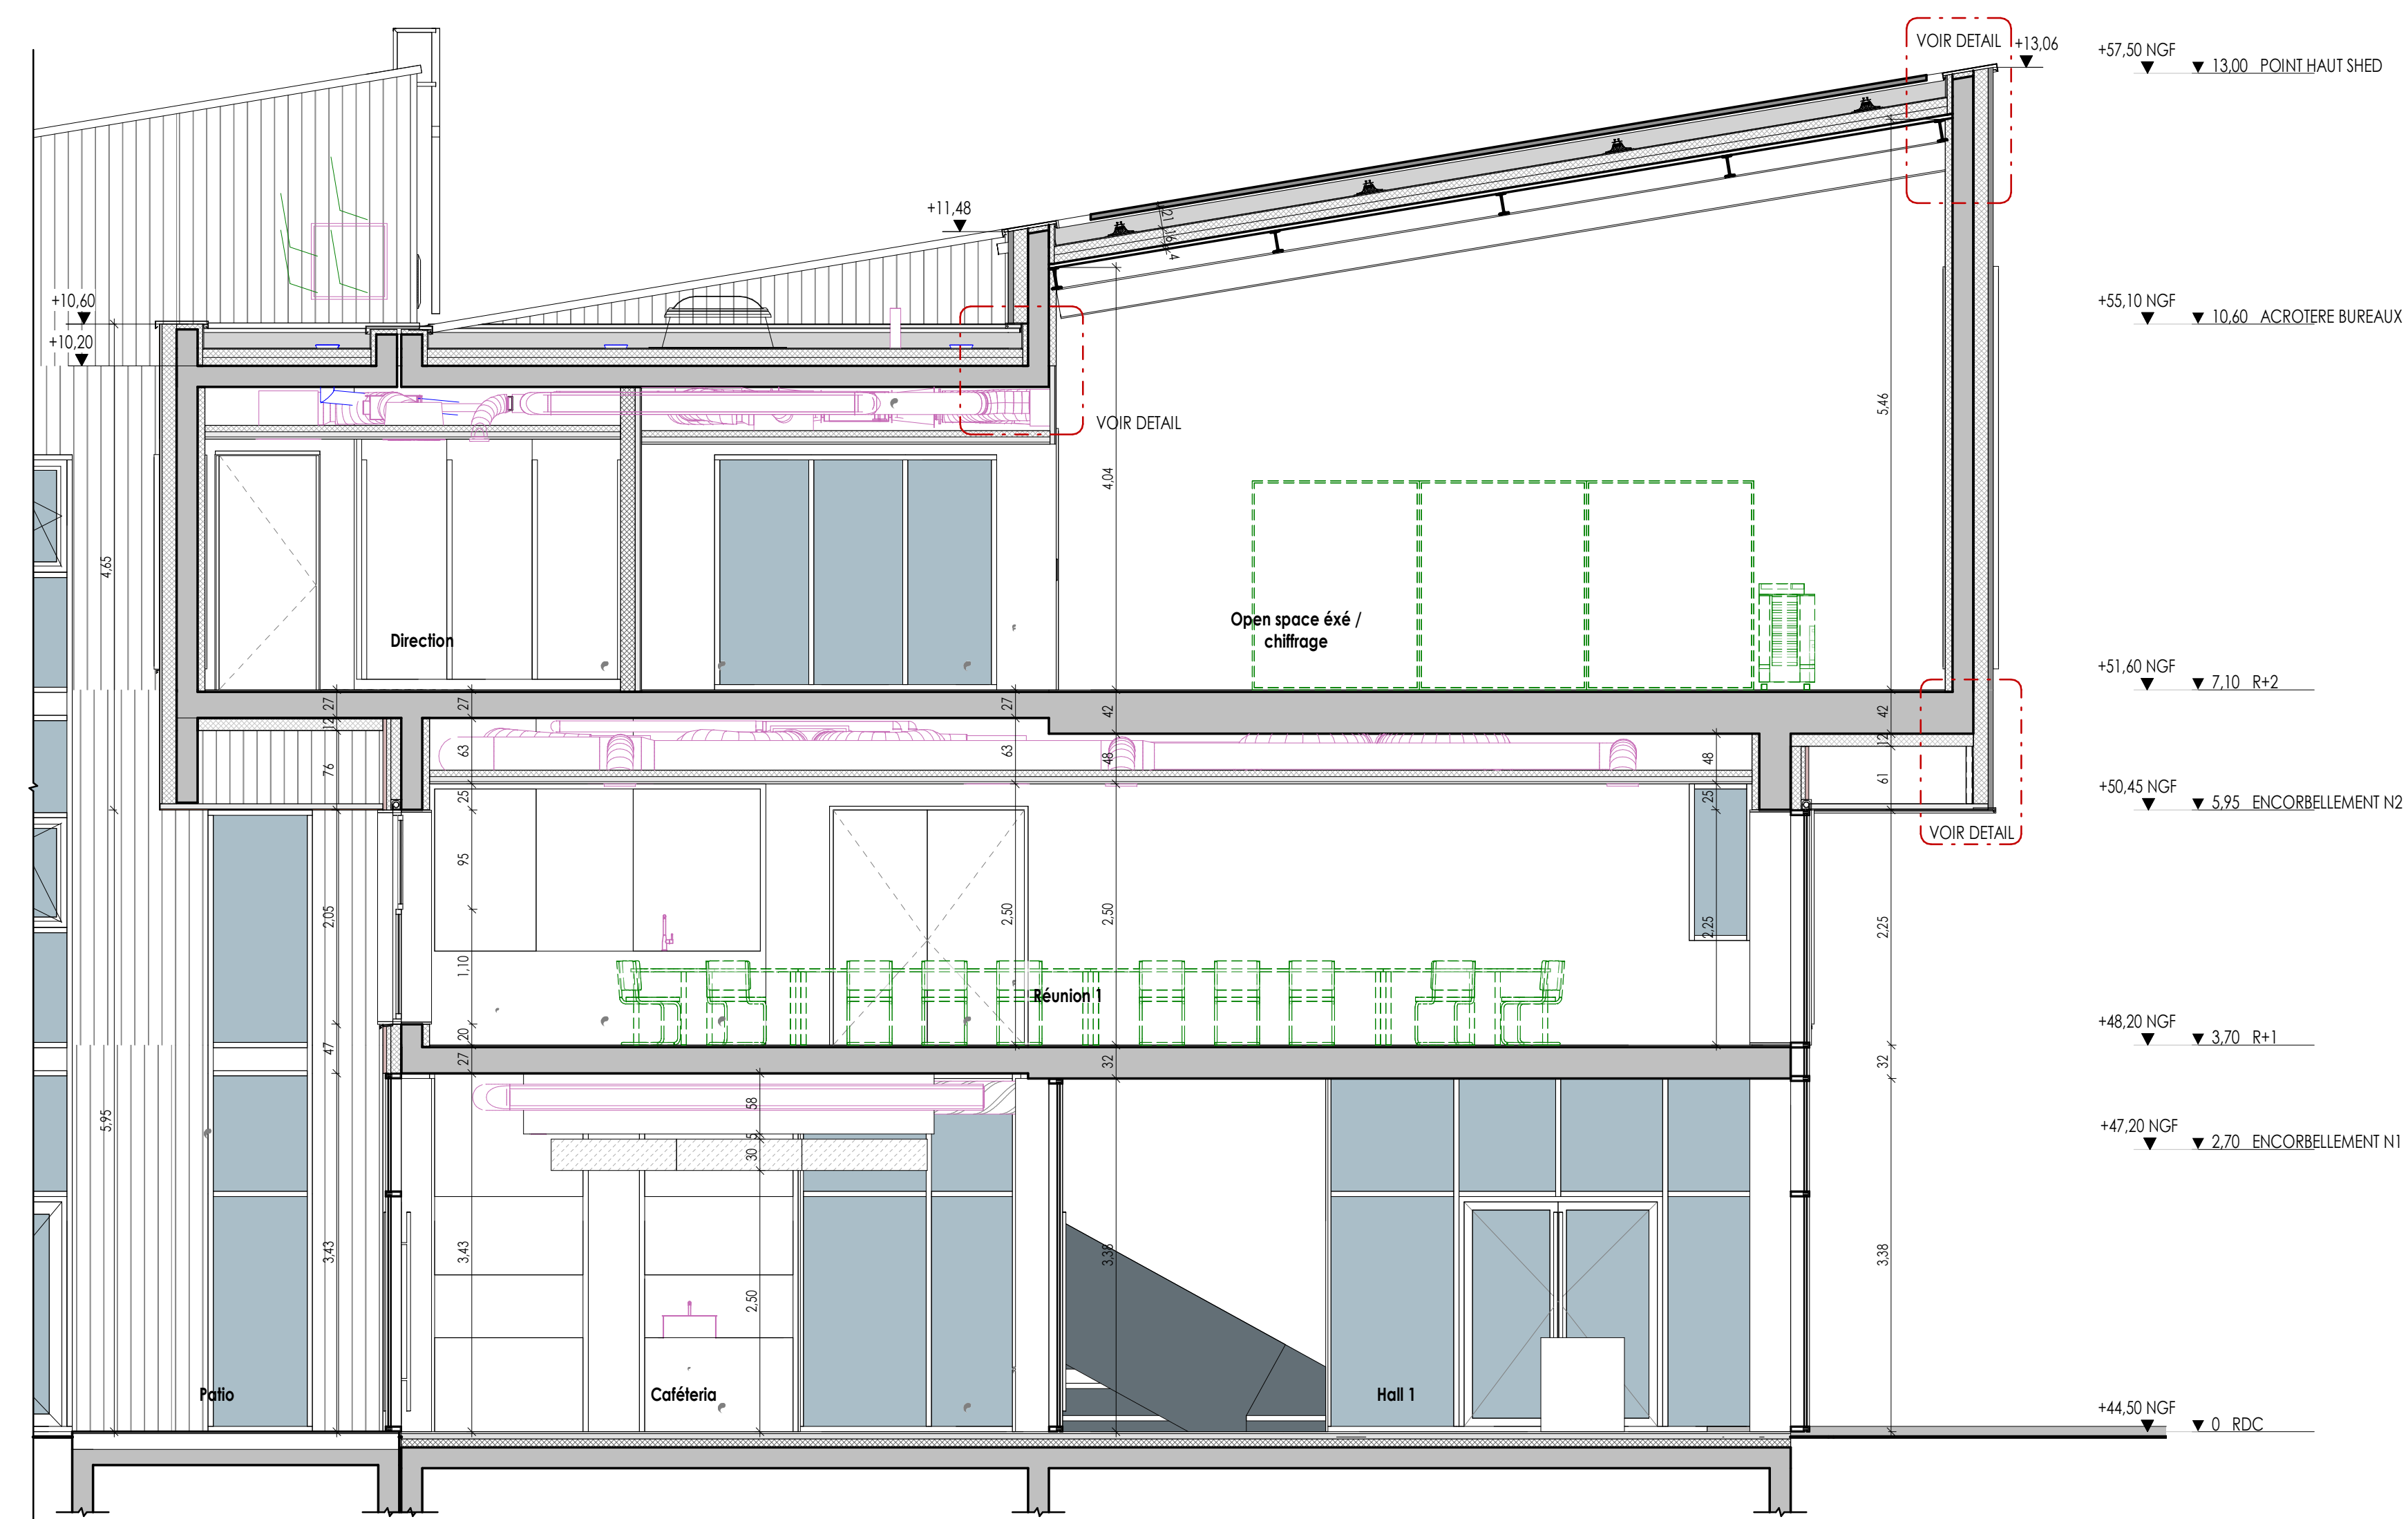 VOIR DETAIL
+13,06
+57,50 NGF
13,00 POINT HAUT SHED
+11,48
21
16
4
+10,60
+10,20
+55,10 NGF
10,60 ACROTERE BUREAUX
VOIR DETAIL
5,46
4,04
4,65
Direction
Open space éxé /
chiffrage
+51,60 NGF
7,10 R+2
27
27
27
42
42
12
63
63
48
48
12
76
61
25
25
+50,45 NGF
5,95 ENCORBELLEMENT N2
VOIR DETAIL
95
2,05
2,50
2,50
2,25
2,25
1,10
Réunion 1
20
47
27
32
32
+48,20 NGF
3,70 R+1
58
5
30
5,95
+47,20 NGF
2,70 ENCORBELLEMENT N1
3,43
3,43
2,50
3,38
3,38
Patio
Caféteria
Hall 1
+44,50 NGF
0 RDC